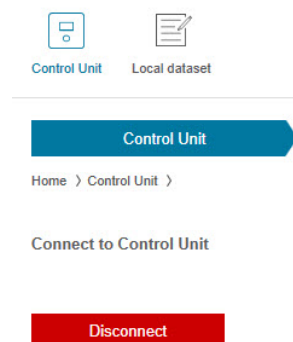 Control Unit Local dataset
Control Unit
Home 〉 Control Unit 〉
Connect to Control Unit
Disconnect